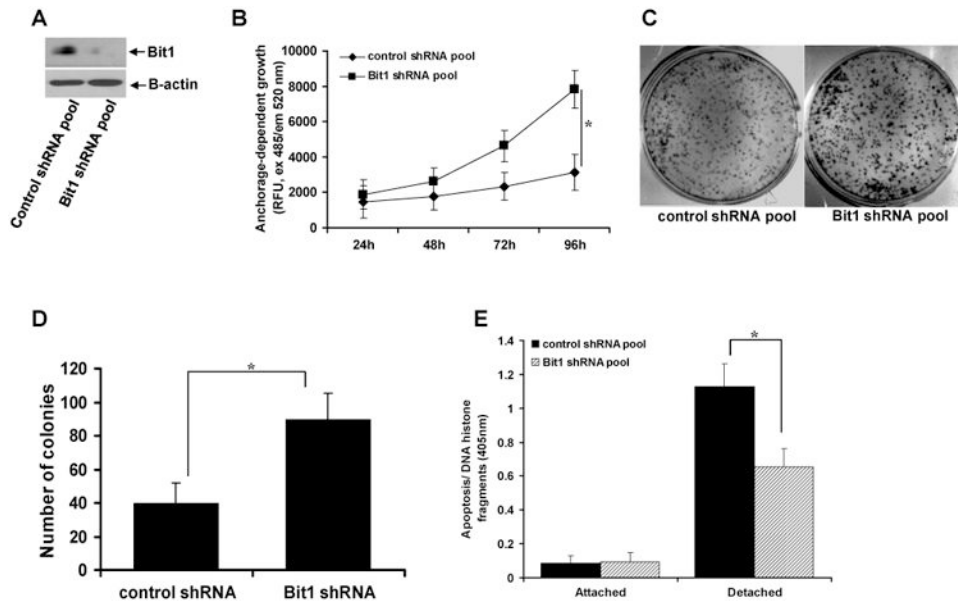 A
Bit1
B-actin
Control shRNA pool
Bit1 shRNA pool
B
Anchorage-dependent growth
(RFU, ex 485/em 520 nm)
10000
8000
6000
4000
2000
0
control shRNA pool
Bit1 shRNA pool
*
24h
48h
72h
96h
C
control shRNA pool
Bit1 shRNA pool
D
Number of colonies
120
100
80
60
40
20
0
*
control shRNA
Bit1 shRNA
E
control shRNA pool
Bit1 shRNA pool
*
Apoptosis/ DNA histone
fragments (405nm)
1.4
1.2
1
0.8
0.6
0.4
0.2
0
Attached
Detached